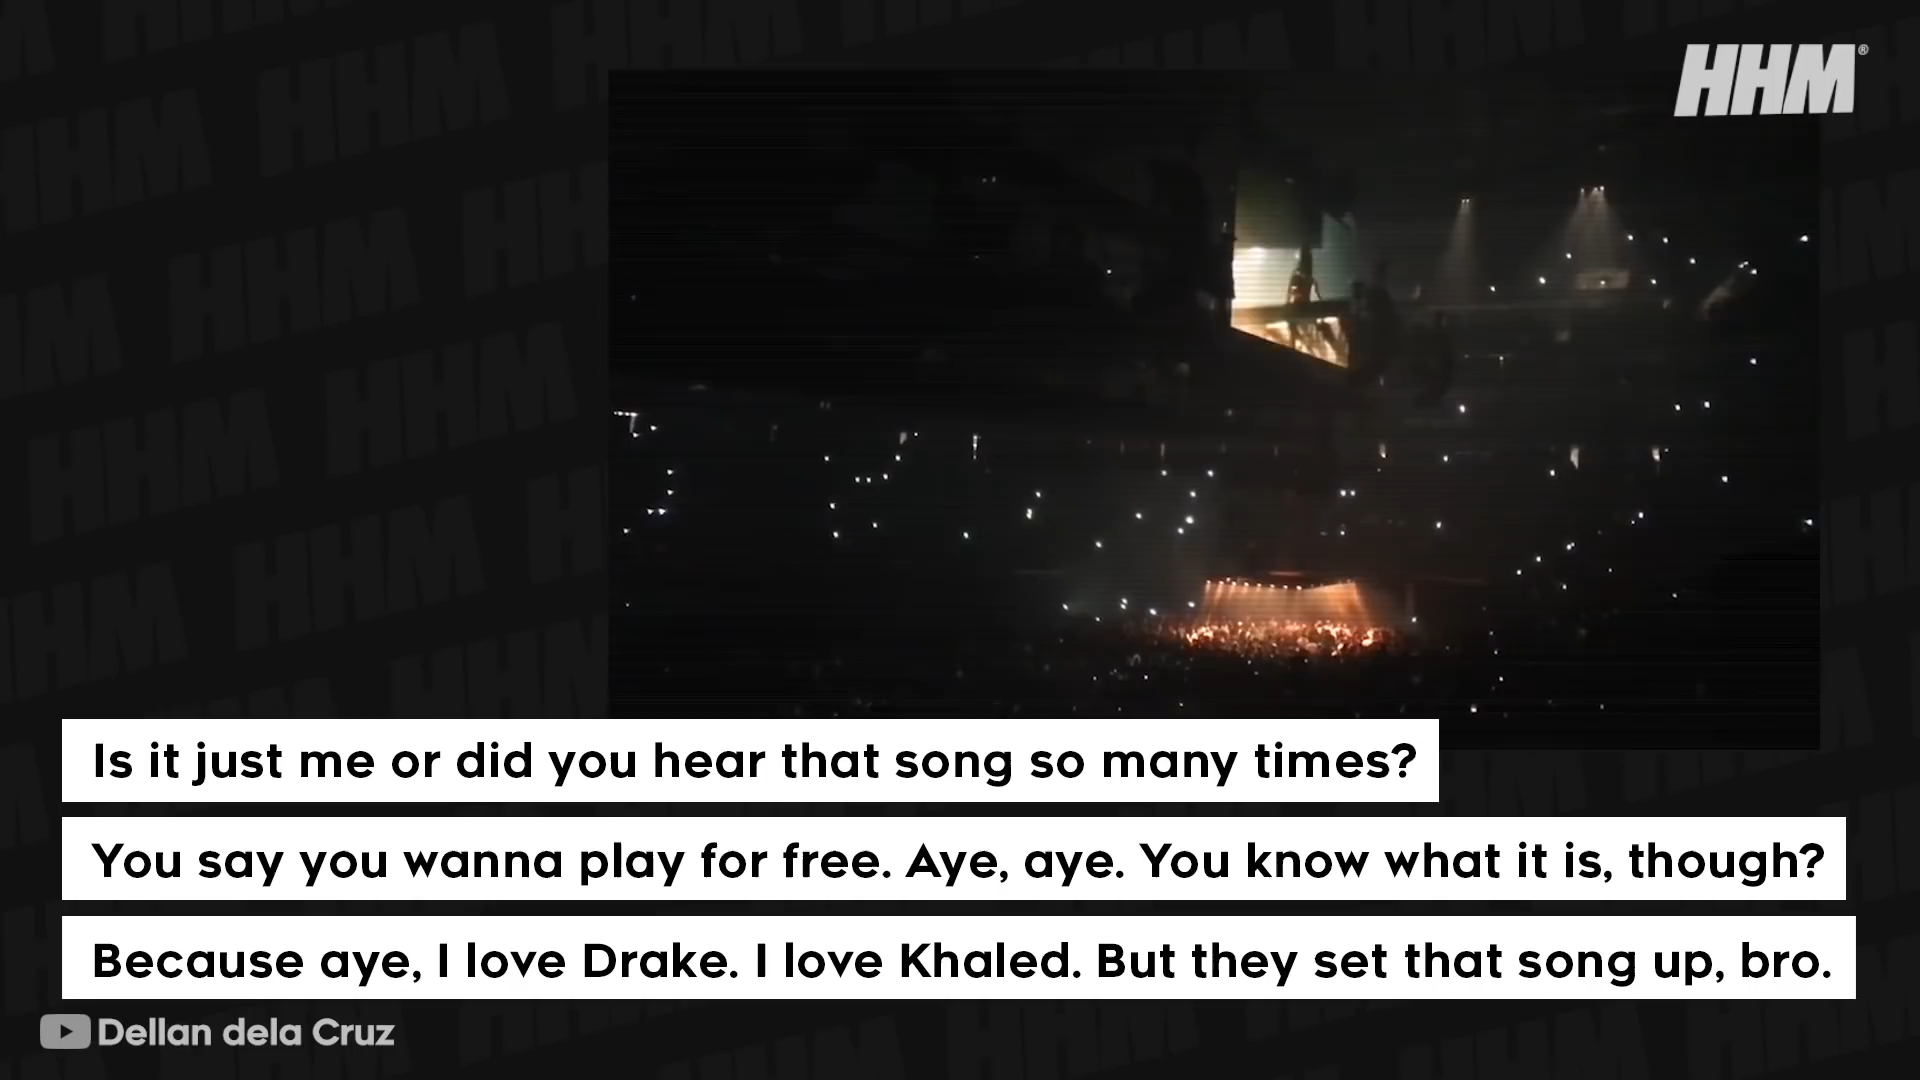 HHM®
Is it just me or did you hear that song so many times?
You say you wanna play for free. Aye, aye. You know what it is, though?
Because aye, I love Drake. I love Khaled. But they set that song up, bro.
Dellan dela Cruz